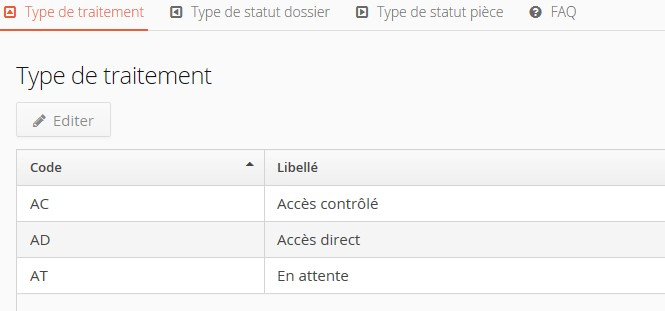 Type de traitement Type de statut dossier Type de statut pièce FAQ
Type de traitement
Editer
Code Libellé
AC Accès contrôlé
AD Accès direct
AT En attente